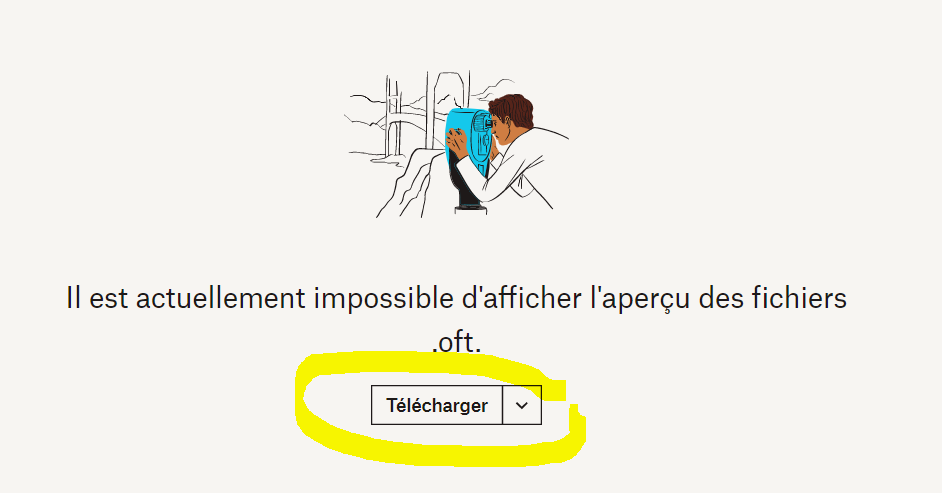 Il est actuellement impossible d'afficher l'aperçu des fichiers
.oft.
Télécharger